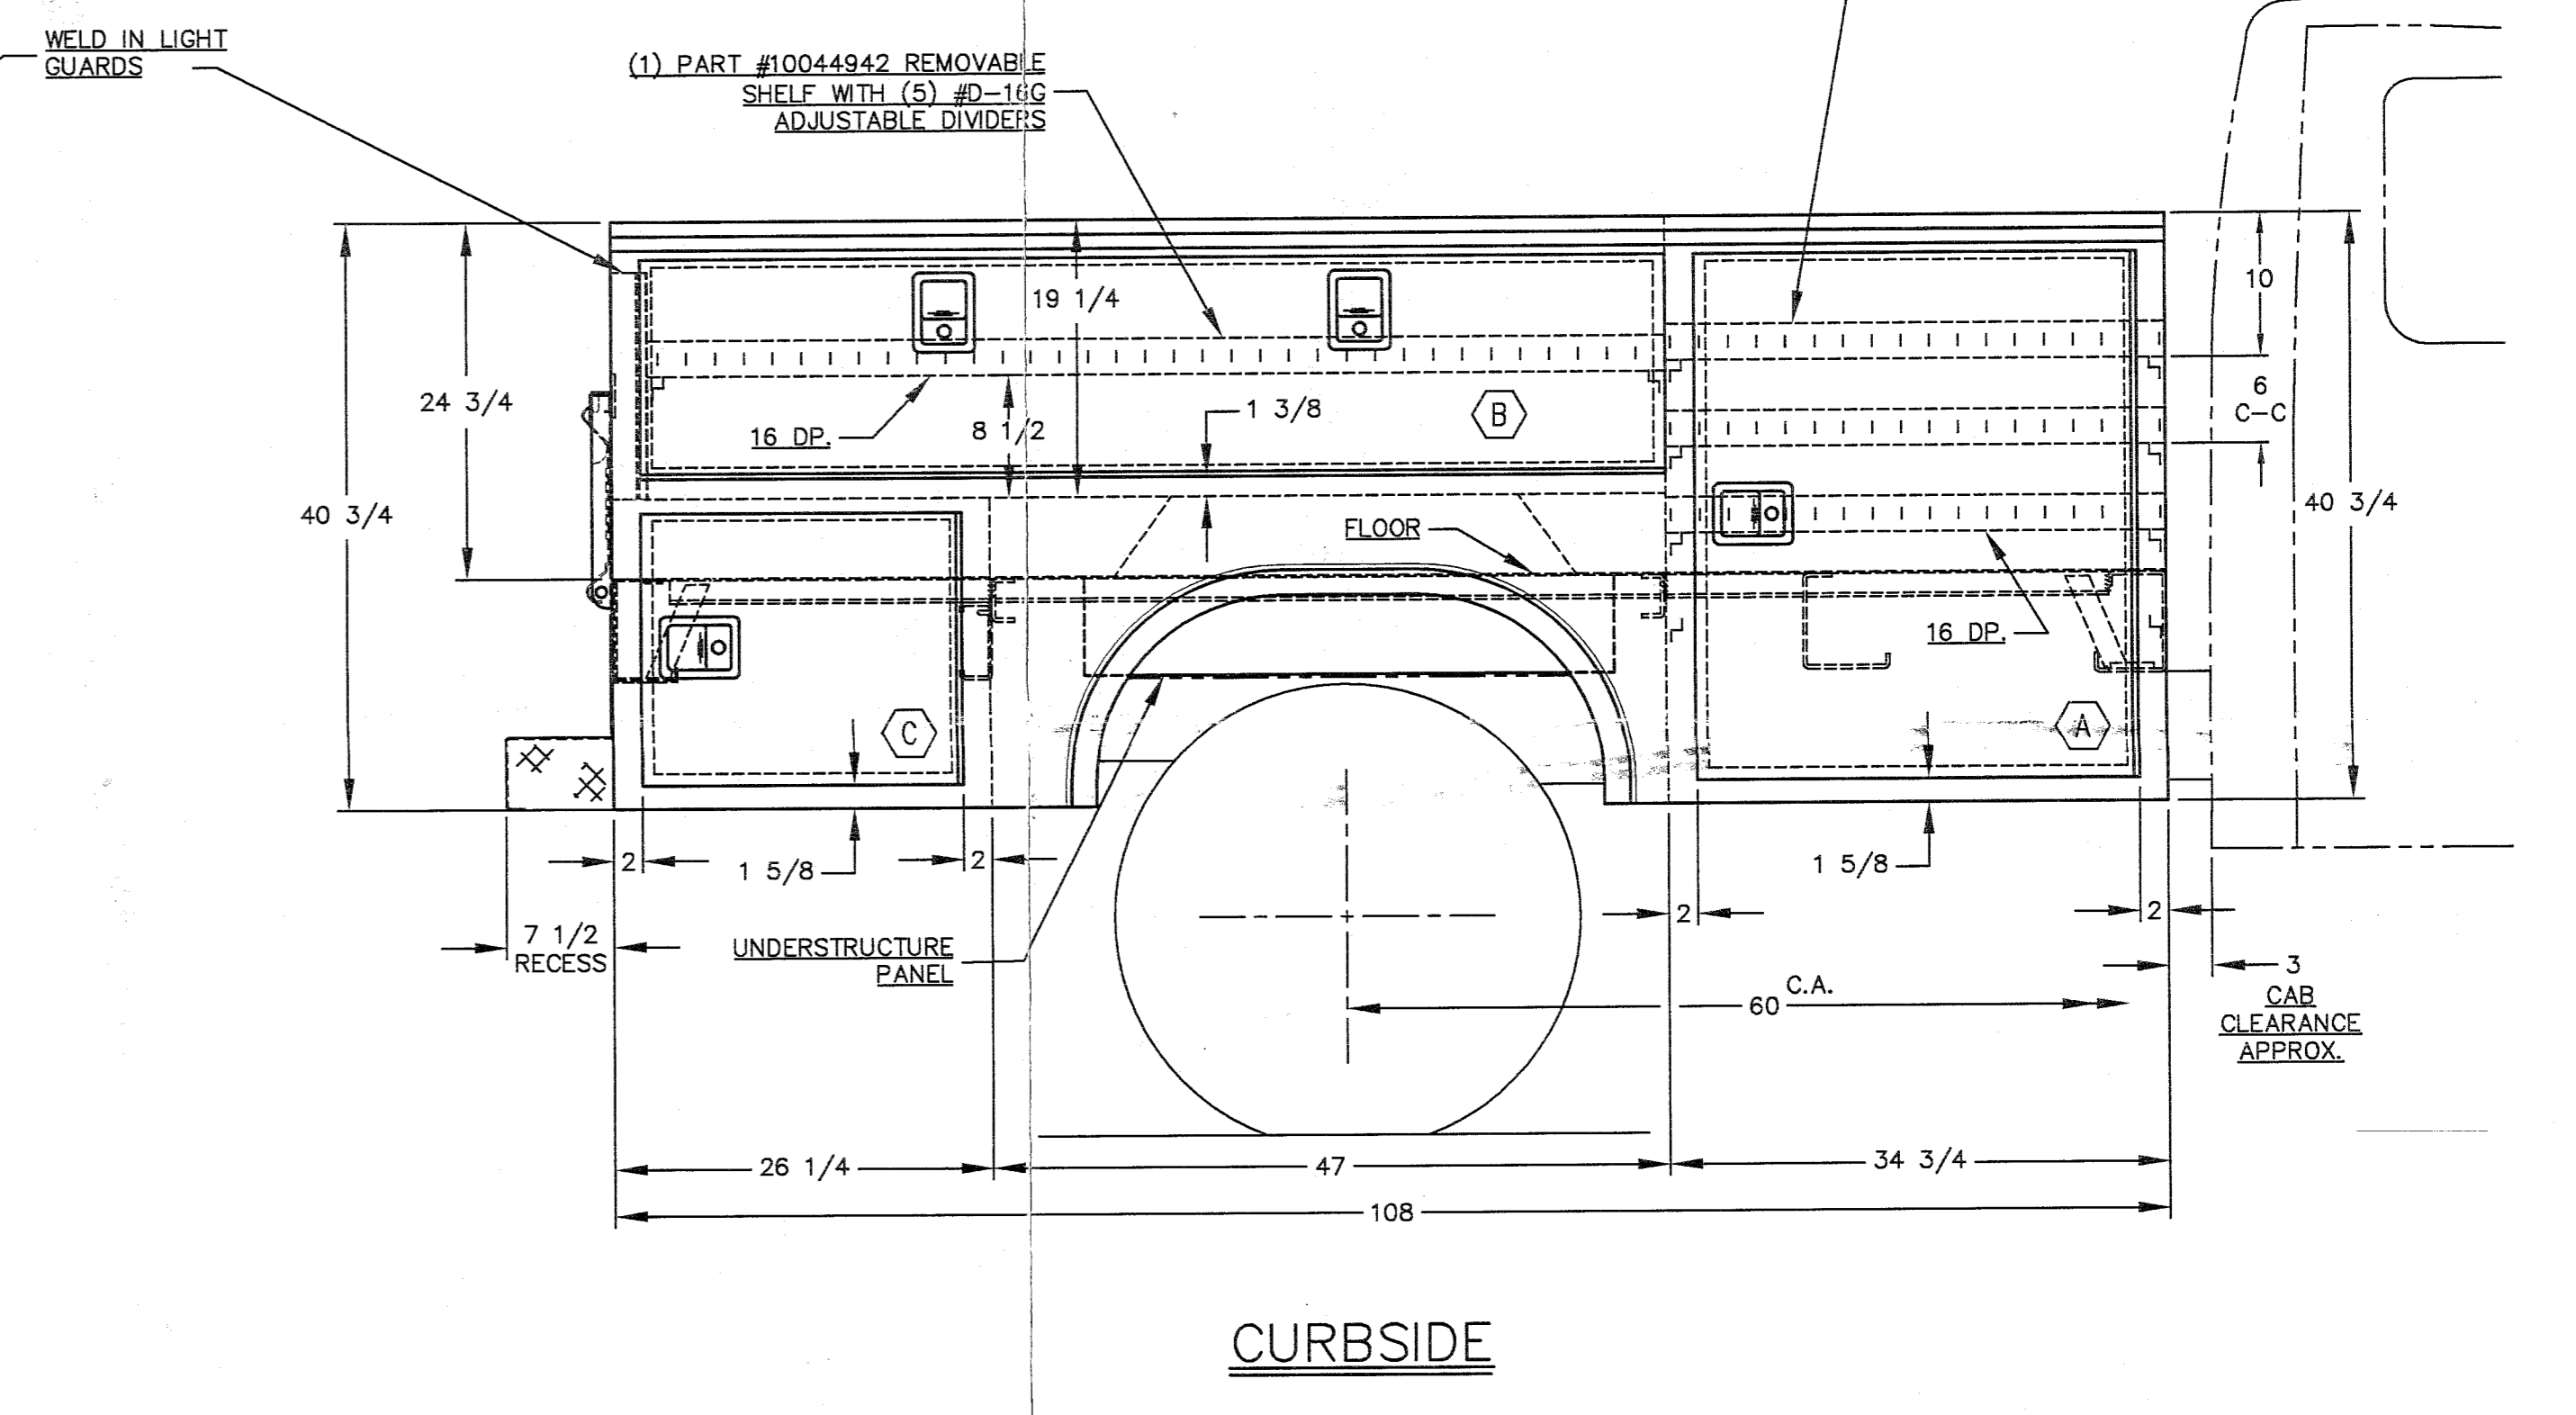 WELD IN LIGHT
GUARDS
(1) PART #10044942 REMOVABLE
SHELF WITH (5) #D-16G
ADJUSTABLE DIVIDERS
10
19 1/4
24 3/4
6
C-C
1 3/8
B
16 DP.
8 1/2
40 3/4
40 3/4
FLOOR
16 DP.
C
A
2
1 5/8
2
1 5/8
2
2
7 1/2
RECESS
UNDERSTRUCTURE
PANEL
3
CAB
CLEARANCE
APPROX.
C.A.
60
26 1/4
47
34 3/4
108
CURBSIDE